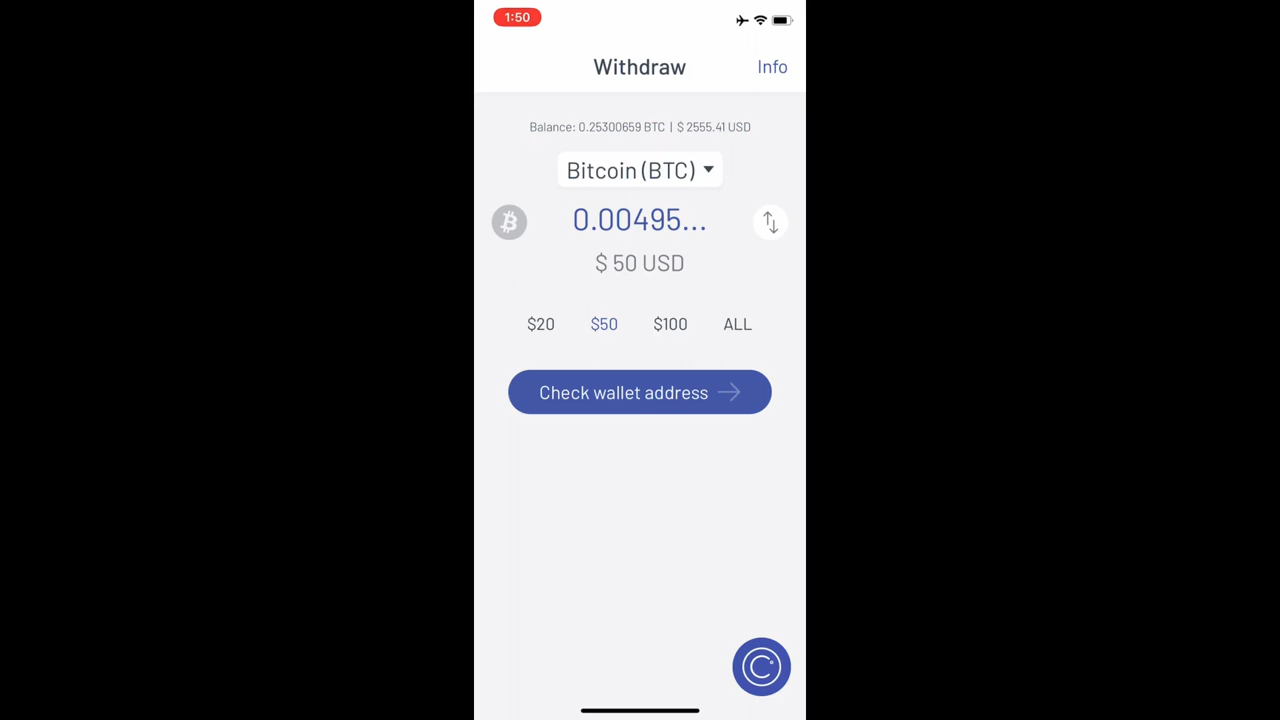 1:50
Withdraw
Info
Balance: 0.25300659 BTC | $ 2555.41 USD
Bitcoin (BTC)
0.00495...
$ 50 USD
$20 $50 $100 ALL
Check wallet address